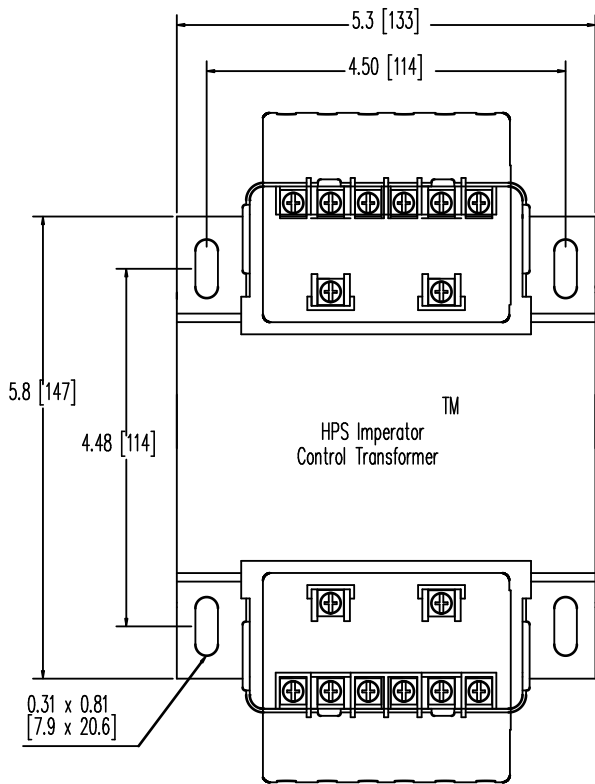 5.3 [133]
4.50 [114]
5.8 [147]
4.48 [114]
TM
HPS Imperator
Control Transformer
0.31 x 0.81
[7.9 x 20.6]